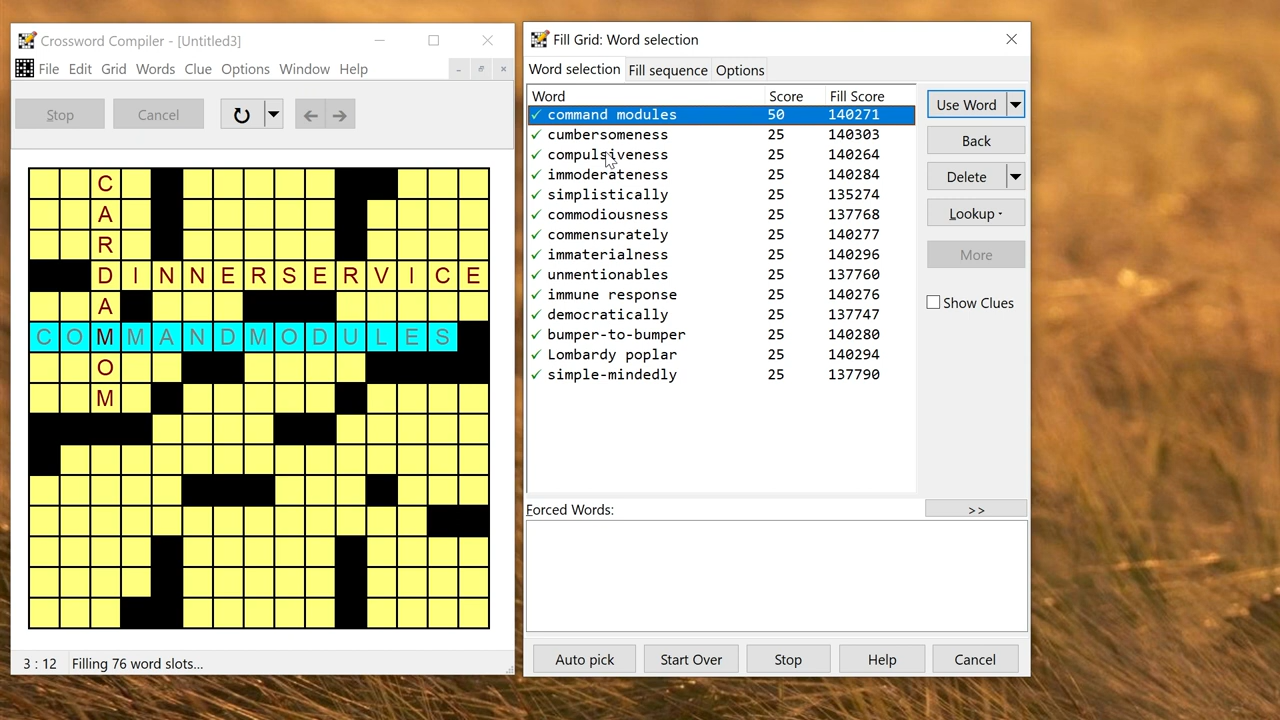 Crossword Compiler - [Untitled3]
File Edit Grid Words Clue Options Window Help
Stop Cancel
C
A
R
DINNERSERVICE
A
COMMANDMODULES
O
M
3 : 12 Filling 76 word slots...
Fill Grid: Word selection
Word selection Fill sequence Options
Word Score Fill Score
✓ command modules 50 140271
✓ cumbersomeness 25 140303
✓ compulsiveness 25 140264
✓ immoderateness 25 140284
✓ simplistically 25 135274
✓ commodiousness 25 137768
✓ commensurately 25 140277
✓ immaterialness 25 140296
✓ unmentionables 25 137760
✓ immune response 25 140276
✓ democratically 25 137747
✓ bumper-to-bumper 25 140280
✓ Lombardy poplar 25 140294
✓ simple-mindedly 25 137790
Use Word
Back
Delete
Lookup
More
Show Clues
Forced Words:
>>
Auto pick Start Over Stop Help Cancel